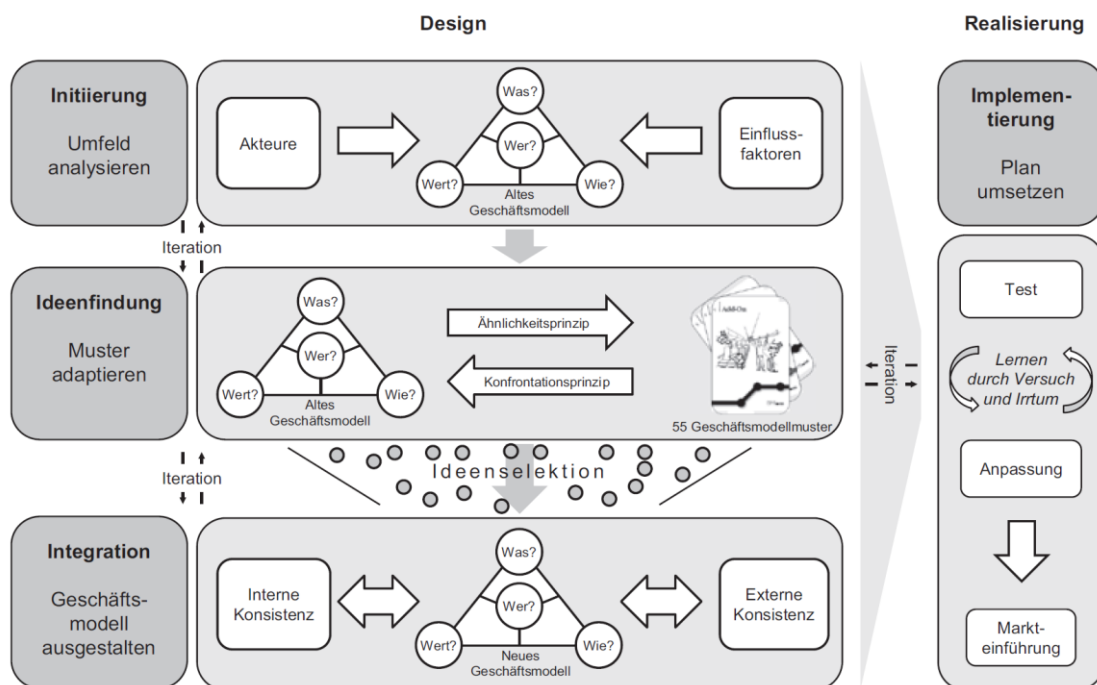 Design
Realisierung
Initiierung
Umfeld
analysieren
Akteure
Was?
Wer?
Wert?
Wie?
Altes
Geschäftsmodell
Einfluss-
faktoren
Iteration
Ideenfindung
Muster
adaptieren
Was?
Wer?
Wert?
Wie?
Altes
Geschäftsmodell
Ähnlichkeitsprinzip
Konfrontationsprinzip
Add-On
55 Geschäftsmodellmuster
Ideenselektion
Iteration
Integration
Geschäfts-
modell
ausgestalten
Interne
Konsistenz
Was?
Wer?
Wert?
Wie?
Neues
Geschäftsmodell
Externe
Konsistenz
Iteration
Implemen-
tierung
Plan
umsetzen
Test
Lernen
durch Versuch
und Irrtum
Anpassung
Markt-
einführung